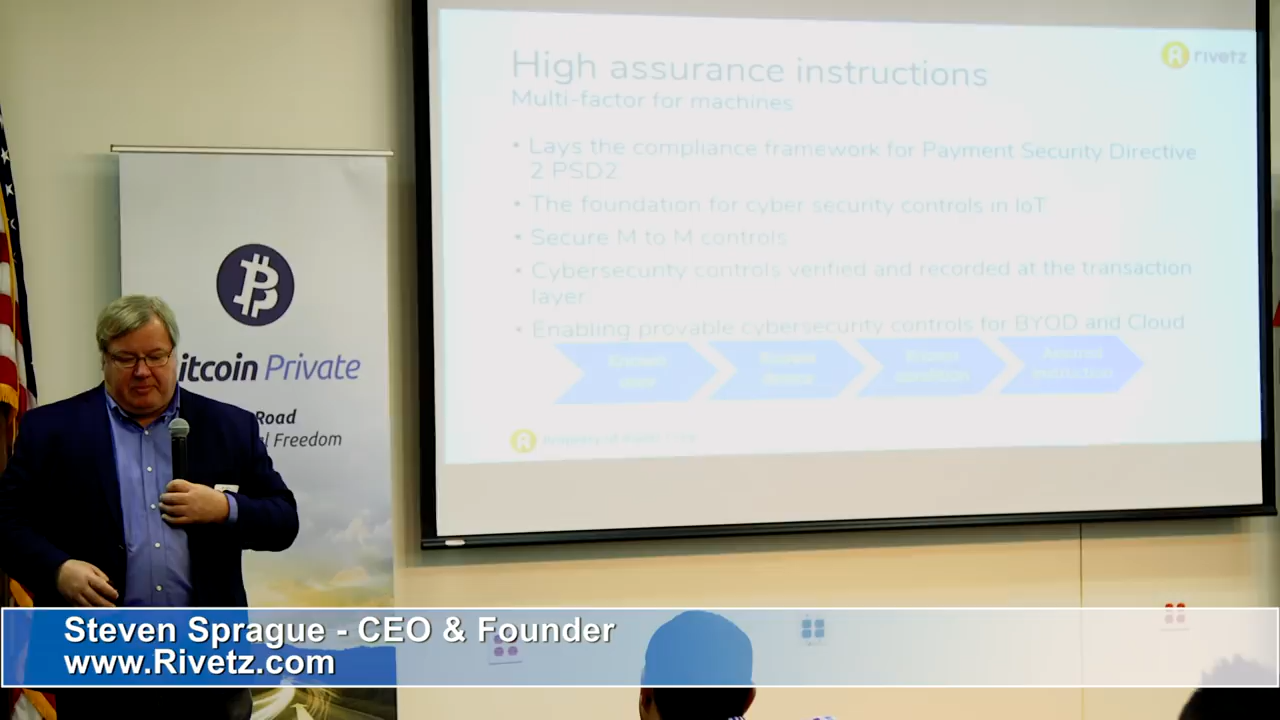 High assurance instructions
rivetz
Multi-factor for machines
• Lays the compliance framework for Payment Security Directive
2 PSD2
• The foundation for cyber security controls in IoT
• Secure M to M controls
• Cybersecurity controls verified and recorded at the transaction
layer
• Enabling provable cybersecurity controls for BYOD and Cloud
itcoin Private
Road
l Freedom
Steven Sprague - CEO & Founder
www.Rivetz.com